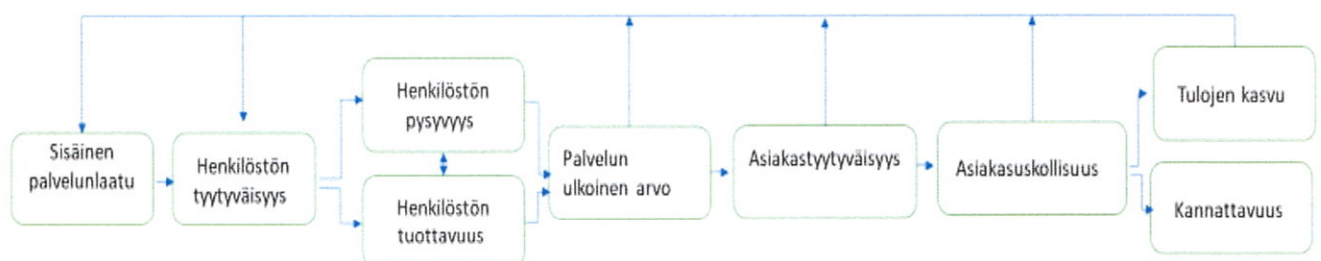 Sisäinen
palvelunlaatu
Henkilöstön
tyytyväisyys
Henkilöstön
pysyvyys
Henkilöstön
tuottavuus
Palvelun
ulkoinen arvo
Asiakastyytyväisyys
Asiakasuskollisuus
Tulojen kasvu
Kannattavuus